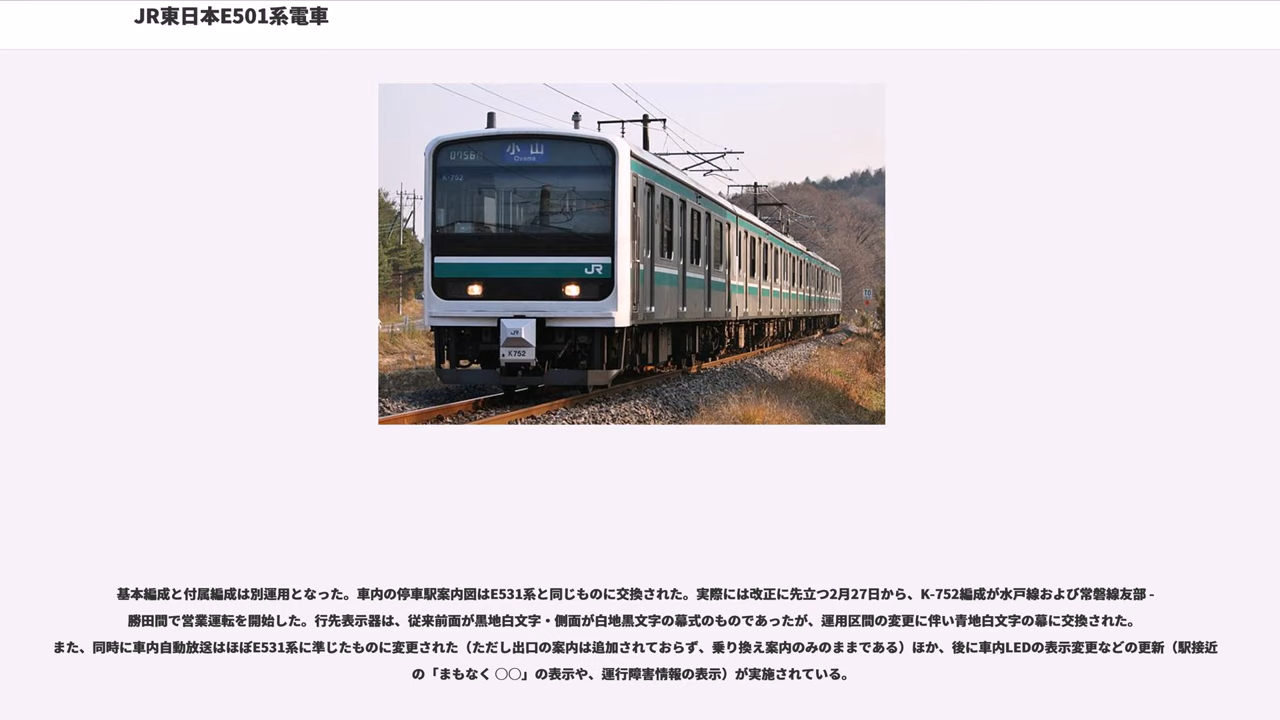 JR東日本E501系電車
0756M
小山
Oyama
K-752
JR
JR
K752
基本編成と付属編成は別運用となった。車内の停車駅案内図はE531系と同じものに交換された。実際には改正に先立つ2月27日から、K-752編成が水戸線および常磐線友部 -
勝田間で営業運転を開始した。行先表示器は、従来前面が黒地白文字・側面が白地黒文字の幕式のものであったが、運用区間の変更に伴い青地白文字の幕に交換された。
また、同時に車内自動放送はほぼE531系に準じたものに変更された（ただし出口の案内は追加されておらず、乗り換え案内のみのままである）ほか、後に車内LEDの表示変更などの更新（駅接近
の「まもなく 〇〇」の表示や、運行障害情報の表示）が実施されている。